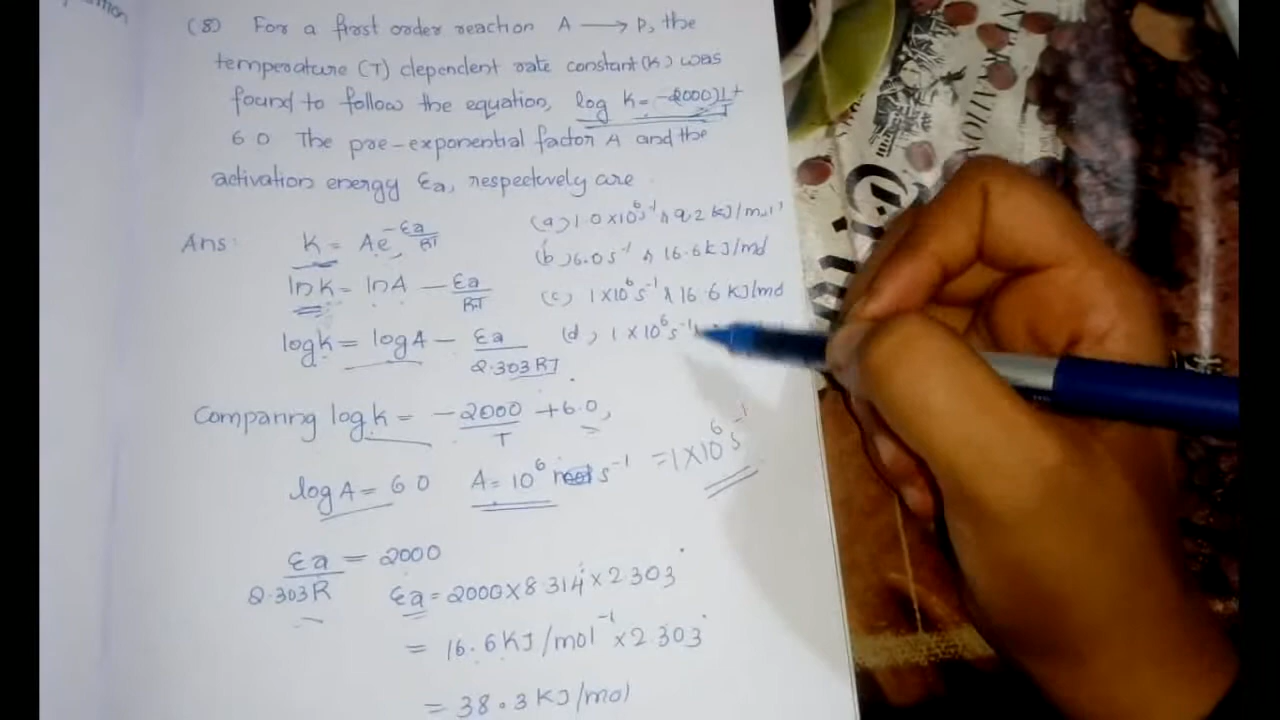 (8) For a first order reaction A ⟶ P, the
temperature (T) dependent rate constant (K) was
found to follow the equation, log K = -(2000) 1/T +
6 0 The pre-exponential factor A and the
activation energy Ea, respectively are
Ans: K = Ae^(-Ea/RT)
(a) 1.0 × 10^6 s^-1 & 9.2 KJ/mol
(b) 6.0 s^-1 & 16.6 KJ/mol
ln K = lnA - Ea/RT
(c) 1×10^6 s^-1 & 16.6 KJ/mol
log k = log A - Ea/2.303RT
(d) 1×10^6 s^-1
Comparing log k = -2000/T + 6.0,
log A = 6 0 A = 10^6 s^-1 = 1×10^6 s^-1
Ea/2.303R = 2000
Ea = 2000×8 314×2 303
= 16.6 KJ/mol^-1 ×2 303
= 38.3 KJ/mol